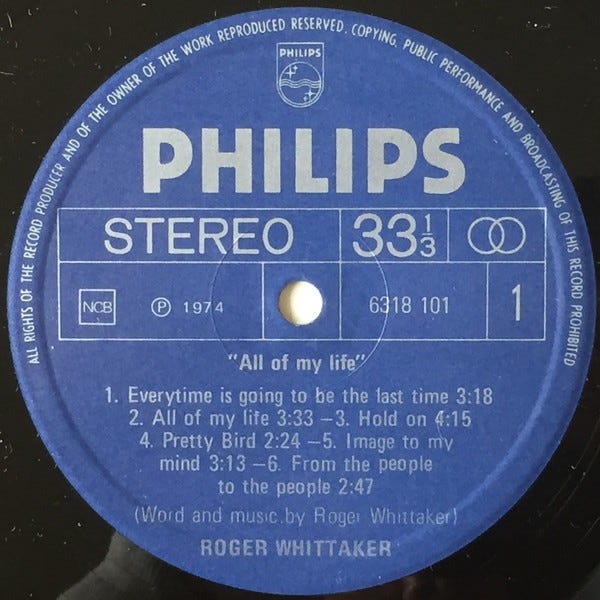 ALL RIGHTS OF THE RECORD PRODUCER AND OF THE OWNER OF THE WORK REPRODUCED RESERVED. COPYING, PUBLIC PERFORMANCE AND BROADCASTING OF THIS RECORD PROHIBITED
PHILIPS
PHILIPS
STEREO 33 1/3
NCB Ⓟ 1974 6318 101 1
"All of my life"
1. Everytime is going to be the last time 3:18
2. All of my life 3:33 –3. Hold on 4:15
4. Pretty Bird 2:24 –5. Image to my
mind 3:13 –6. From the people
to the people 2:47
(Word and music.by Roger Whittaker)
ROGER WHITTAKER